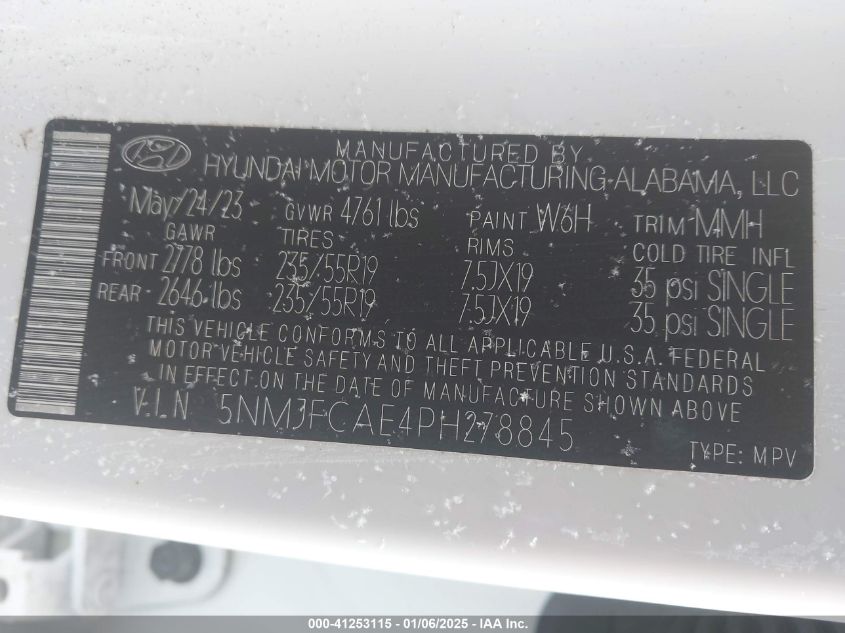 MANUFACTURED BY
HYUNDAI MOTOR MANUFACTURING ALABAMA, LLC
May/24/23 GVWR 4761 lbs PAINT W6H TRIM MMH
GAWR TIRES RIMS COLD TIRE INFL
FRONT 2778 lbs 235/55R19 7.5JX19 35 psi SINGLE
REAR 2646 lbs 235/55R19 7.5JX19 35 psi SINGLE
THIS VEHICLE CONFORMS TO ALL APPLICABLE U.S.A. FEDERAL
MOTOR VEHICLE SAFETY AND THEFT PREVENTION STANDARDS
IN EFFECT ON THE DATE OF MANUFACTURE SHOWN ABOVE
V.I.N 5NMJFCAE4PH278845
TYPE: MPV
000-41253115 - 01/06/2025 - IAA Inc.